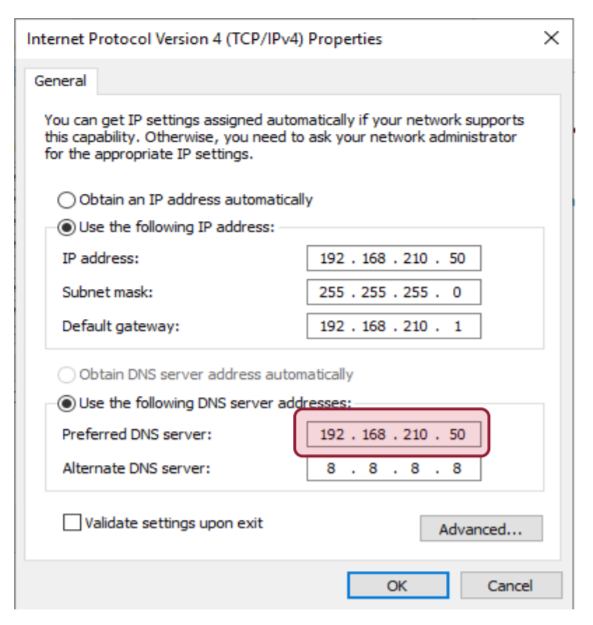 Internet Protocol Version 4 (TCP/IPv4) Properties
General
You can get IP settings assigned automatically if your network supports
this capability. Otherwise, you need to ask your network administrator
for the appropriate IP settings.
Obtain an IP address automatically
Use the following IP address:
IP address: 192 . 168 . 210 . 50
Subnet mask: 255 . 255 . 255 . 0
Default gateway: 192 . 168 . 210 . 1
Obtain DNS server address automatically
Use the following DNS server addresses:
Preferred DNS server: 192 . 168 . 210 . 50
Alternate DNS server: 8 . 8 . 8 . 8
Validate settings upon exit
Advanced...
OK Cancel